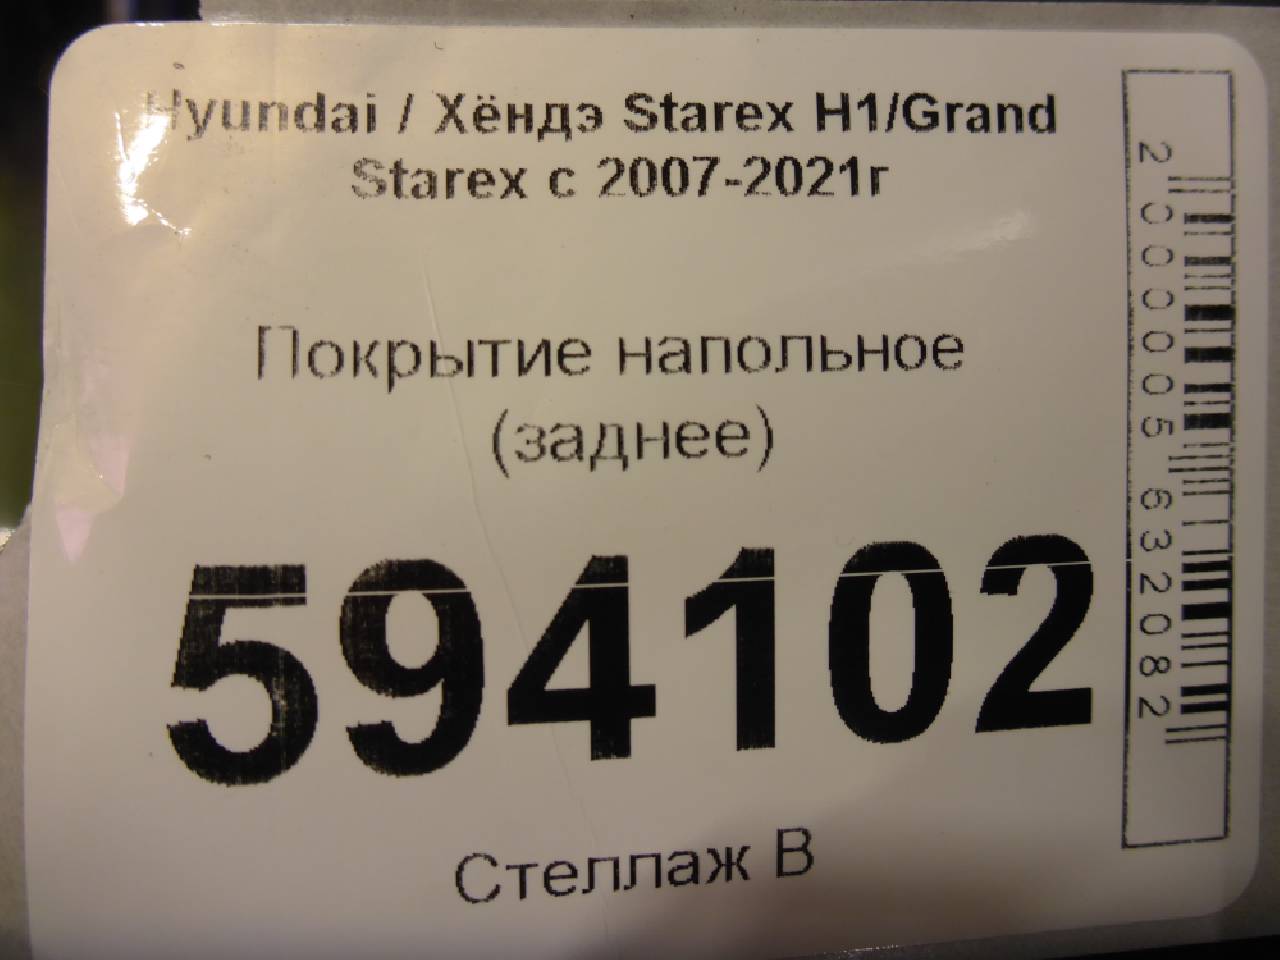 Hyundai / Хёндэ Starex H1/Grand
Starex с 2007-2021г
Покрытие напольное
(заднее)
594102
Стеллаж В
2000005632082